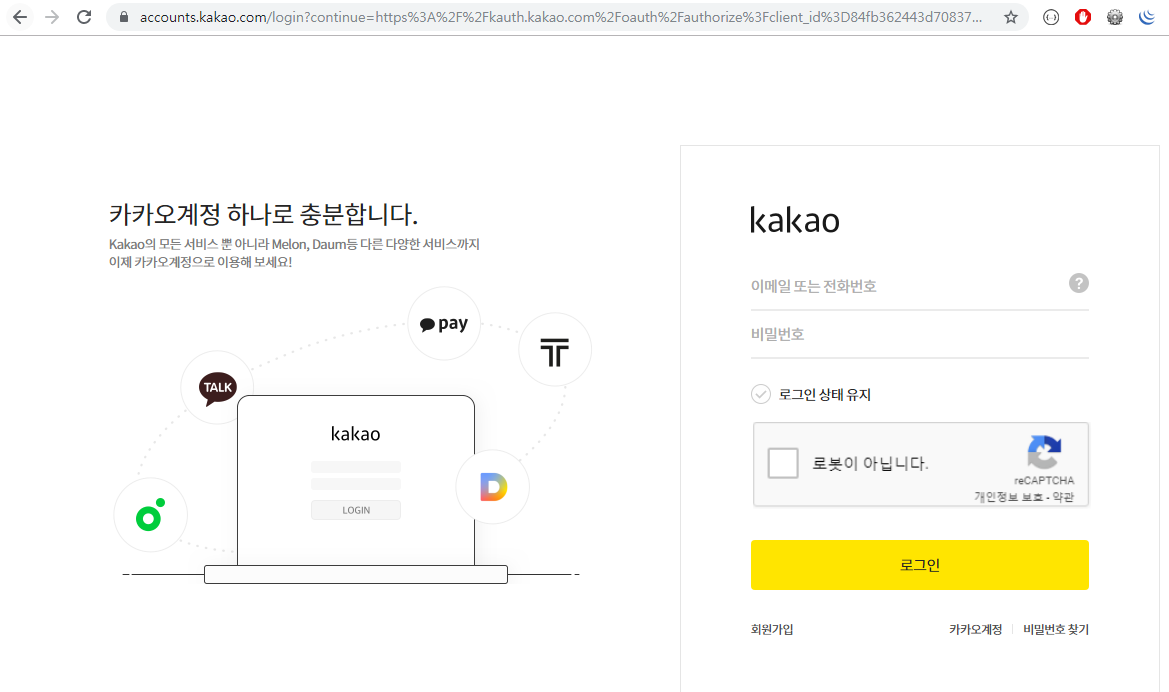 accounts.kakao.com/login?continue=https%3A%2F%2Fkauth.kakao.com%2Foauth%2Fauthorize%3Fclient_id%3D84fb362443d70837...
카카오계정 하나로 충분합니다.
Kakao의 모든 서비스 뿐 아니라 Melon, Daum등 다른 다양한 서비스까지
이제 카카오계정으로 이용해 보세요!
pay
TALK
kakao
LOGIN
kakao
이메일 또는 전화번호
?
비밀번호
로그인 상태 유지
로봇이 아닙니다.
reCAPTCHA
개인정보 보호 - 약관
로그인
회원가입
카카오계정 | 비밀번호 찾기